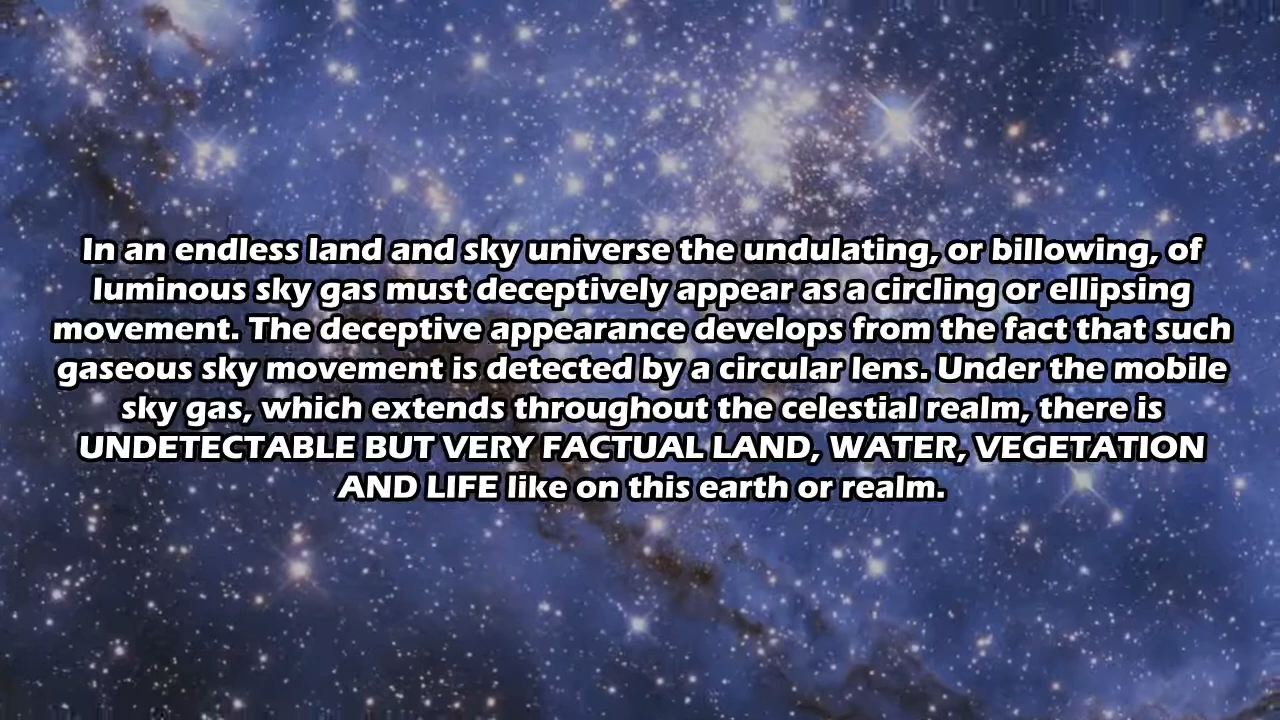 In an endless land and sky universe the undulating, or billowing, of
luminous sky gas must deceptively appear as a circling or ellipsing
movement. The deceptive appearance develops from the fact that such
gaseous sky movement is detected by a circular lens. Under the mobile
sky gas, which extends throughout the celestial realm, there is
UNDETECTABLE BUT VERY FACTUAL LAND, WATER, VEGETATION
AND LIFE like on this earth or realm.